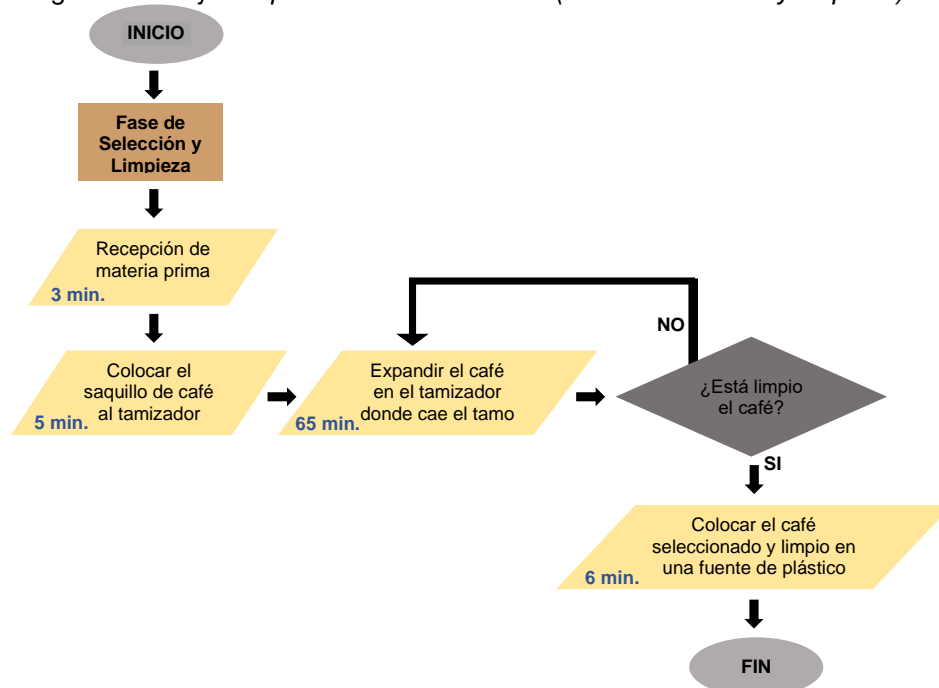 INICIO
Fase de
Selección y
Limpieza
Recepción de
materia prima
3 min.
Colocar el
saquillo de café
al tamizador
5 min.
Expandir el café
en el tamizador
donde cae el tamo
65 min.
NO
¿Está limpio
el café?
SI
Colocar el café
seleccionado y limpio en
una fuente de plástico
6 min.
FIN